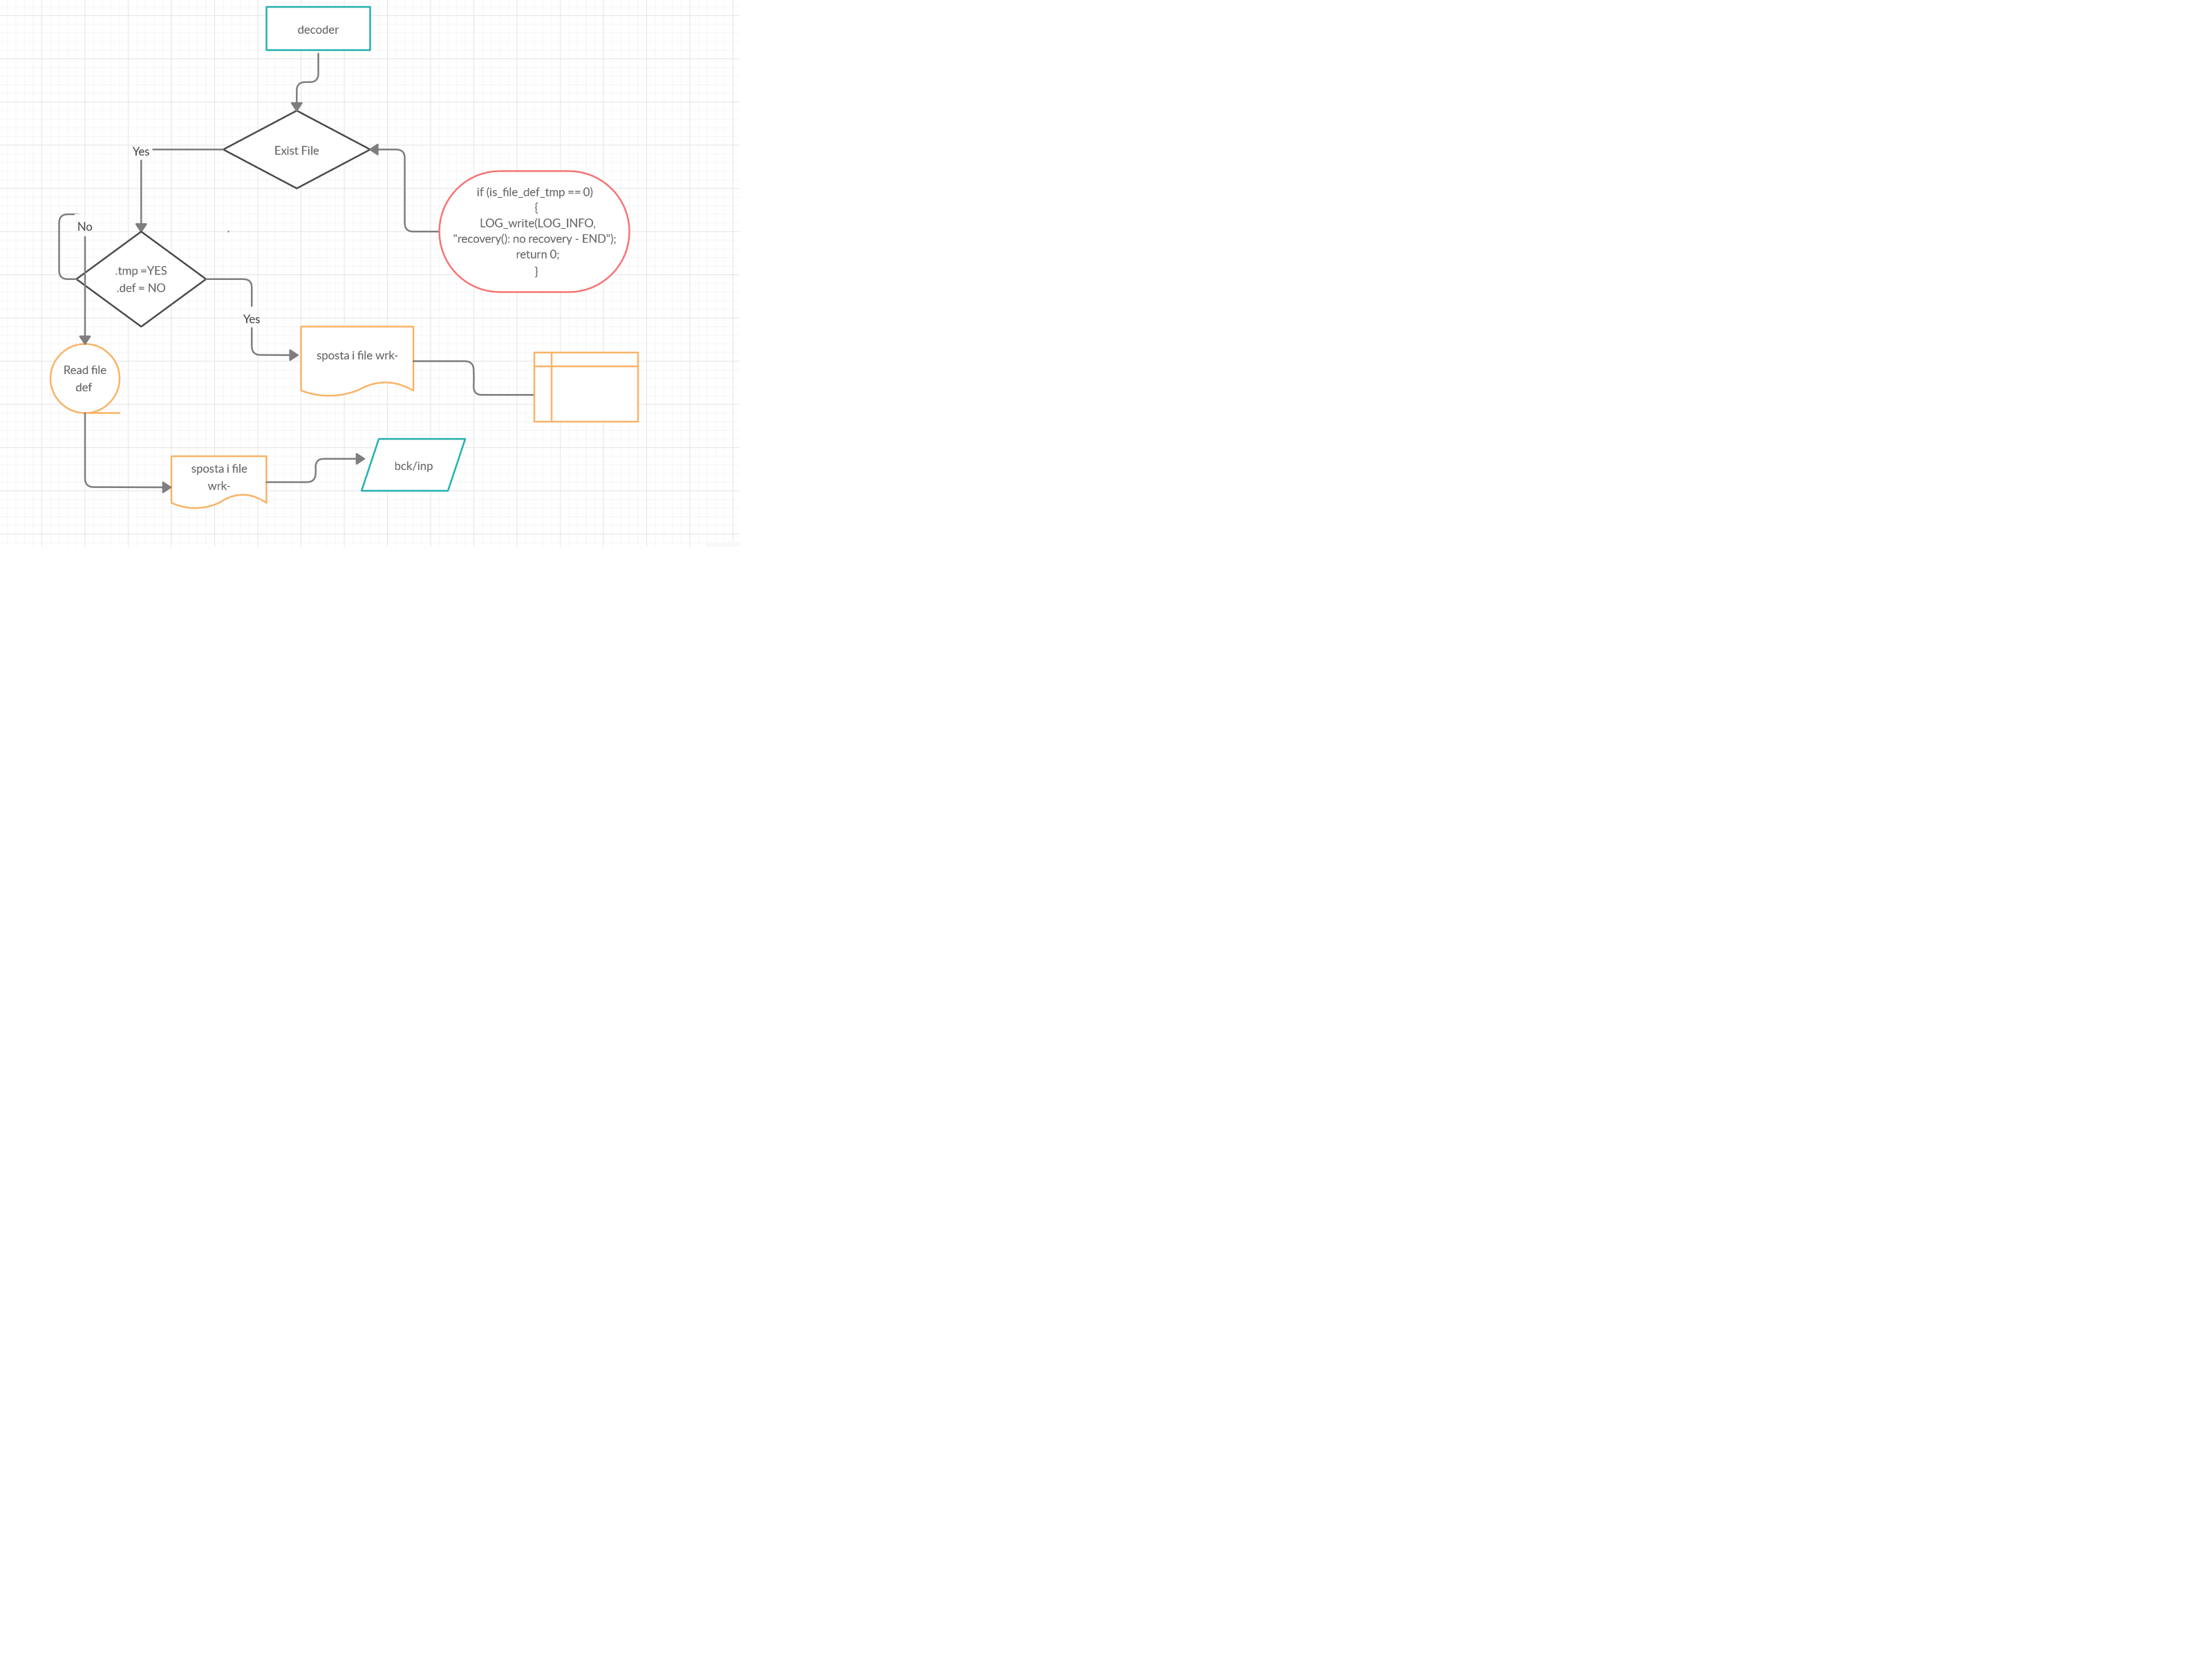 decoder
Exist File
Yes
if (is_file_def_tmp == 0)
{
LOG_write(LOG_INFO,
"recovery(): no recovery - END");
return 0;
}
No
.tmp =YES
.def = NO
Yes
sposta i file wrk-
Read file
def
sposta i file
wrk-
bck/inp